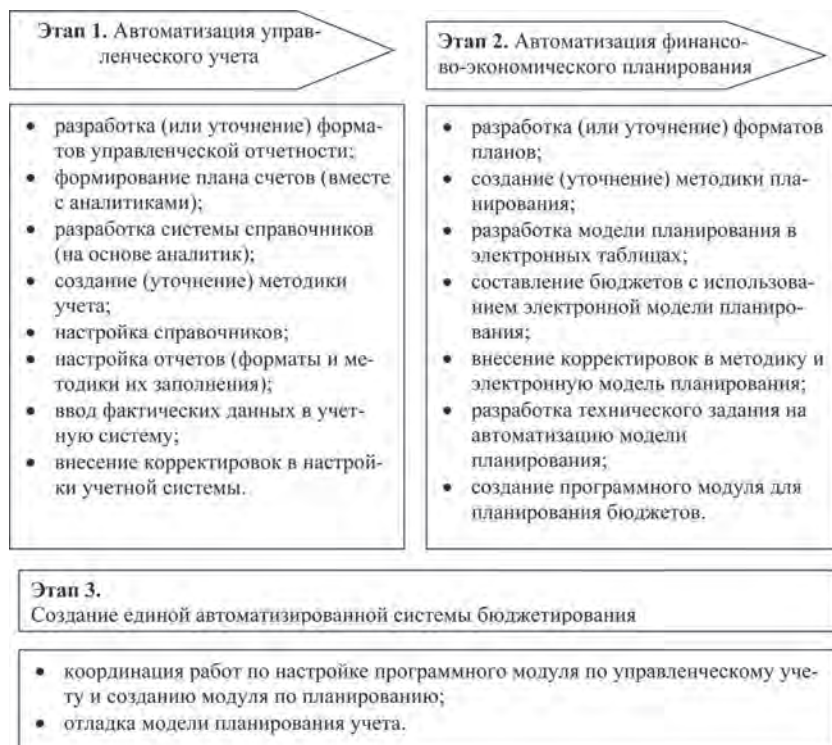 Этап 1. Автоматизация управ-
ленческого учета
• разработка (или уточнение) форма-
тов управленческой отчетности;
• формирование плана счетов (вместе
с аналитиками);
• разработка системы справочников
(на основе аналитик);
• создание (уточнение) методики
учета;
• настройка справочников;
• настройка отчетов (форматы и ме-
тодики их заполнения);
• ввод фактических данных в учет-
ную систему;
• внесение корректировок в настрой-
ки учетной системы.
Этап 2. Автоматизация финансо-
во-экономического планирования
• разработка (или уточнение) форматов
планов;
• создание (уточнение) методики пла-
нирования;
• разработка модели планирования в
электронных таблицах;
• составление бюджетов с использова-
нием электронной модели планиро-
вания;
• внесение корректировок в методику и
электронную модель планирования;
• разработка технического задания на
автоматизацию модели
планирования;
• создание программного модуля для
планирования бюджетов.
Этап 3.
Создание единой автоматизированной системы бюджетирования
• координация работ по настройке программного модуля по управленческому уче-
ту и созданию модуля по планированию;
• отладка модели планирования учета.